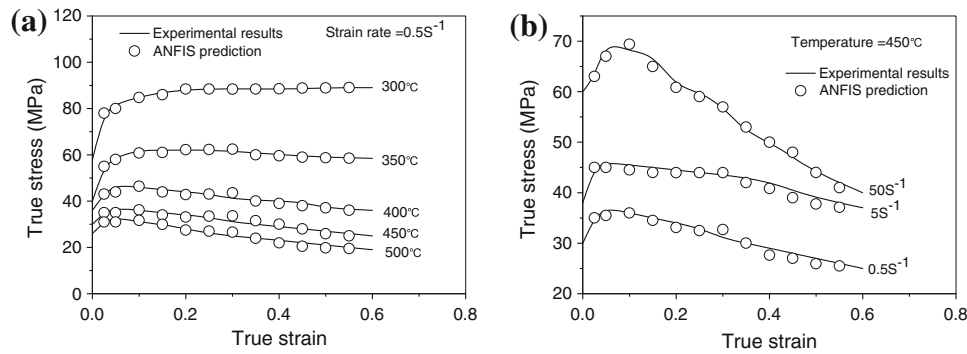 (a)
120
100
80
60
40
20
0
True stress (MPa)
Experimental results
ANFIS prediction
Strain rate =0.5S⁻¹
300℃
350℃
400℃
450℃
500℃
0.0 0.2 0.4 0.6 0.8
True strain
(b)
70
60
50
40
30
20
True stress (MPa)
Temperature =450℃
Experimental results
ANFIS prediction
50S⁻¹
5S⁻¹
0.5S⁻¹
0.0 0.2 0.4 0.6 0.8
True strain